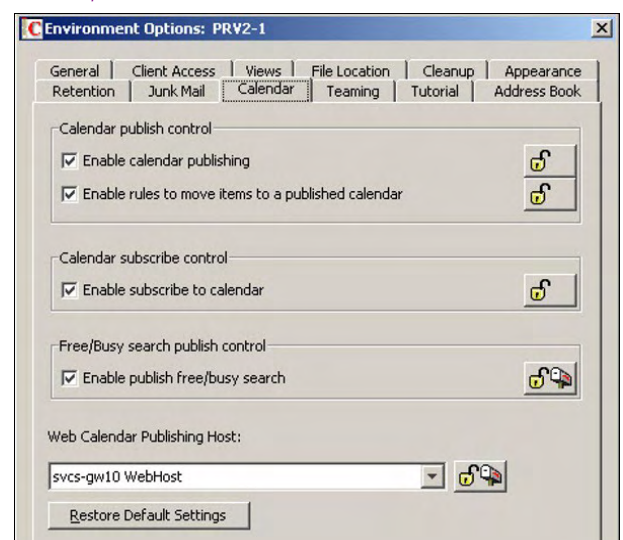 Environment Options: PRV2-1
General Client Access Views File Location Cleanup Appearance
Retention Junk Mail Calendar Teaming Tutorial Address Book
Calendar publish control
Enable calendar publishing
Enable rules to move items to a published calendar
Calendar subscribe control
Enable subscribe to calendar
Free/Busy search publish control
Enable publish free/busy search
Web Calendar Publishing Host:
svcs-gw10 WebHost
Restore Default Settings